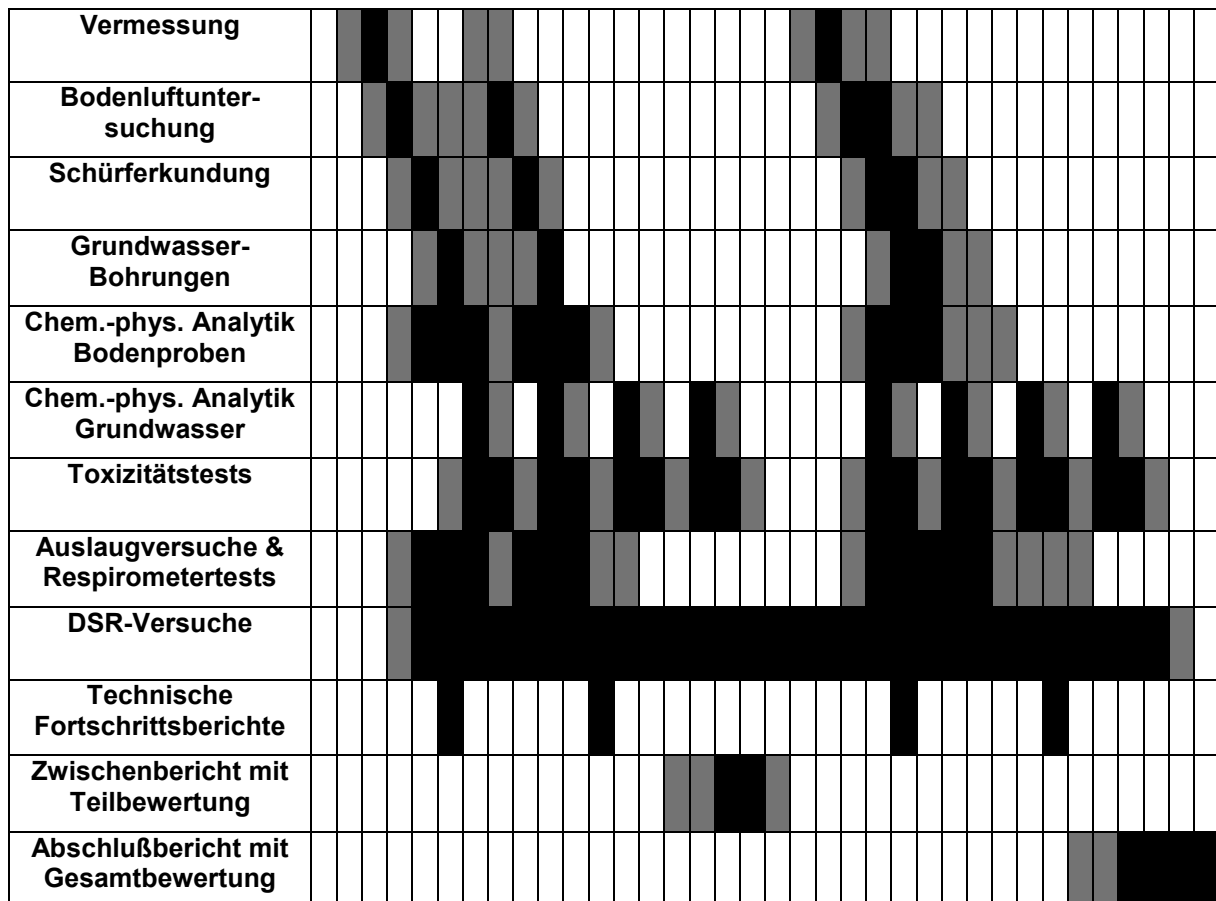 Vermessung
Bodenluftunter-
suchung
Schürferkundung
Grundwasser-
Bohrungen
Chem.-phys. Analytik
Bodenproben
Chem.-phys. Analytik
Grundwasser
Toxizitätstests
Auslaugversuche &
Respirometertests
DSR-Versuche
Technische
Fortschrittsberichte
Zwischenbericht mit
Teilbewertung
Abschlußbericht mit
Gesamtbewertung